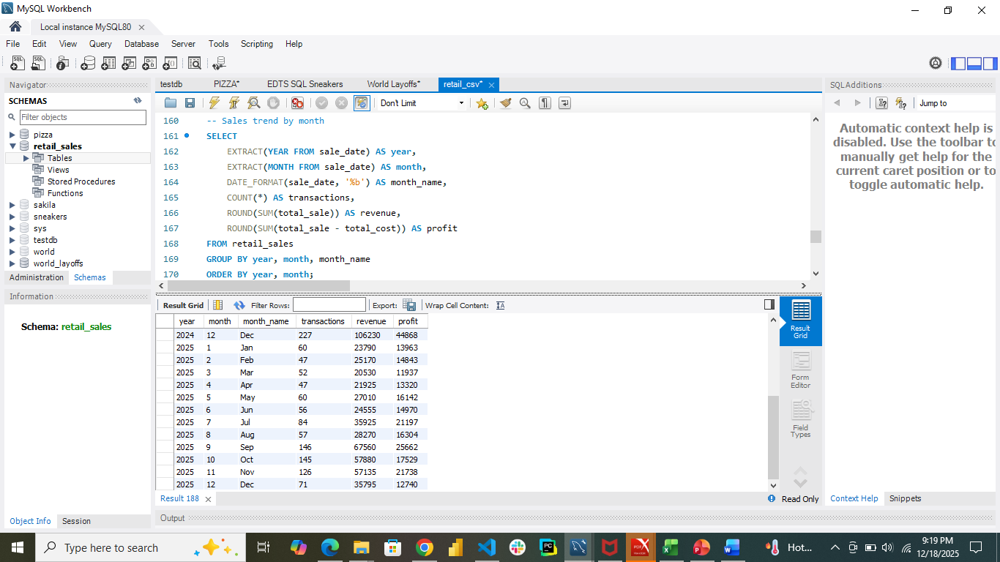 MySQL Workbench
Local instance MySQL80
File Edit View Query Database Server Tools Scripting Help
Navigator
SCHEMAS
Filter objects
pizza
retail_sales
Tables
Views
Stored Procedures
Functions
sakila
sneakers
sys
testdb
world
world_layoffs
Administration Schemas
Information
Schema: retail_sales
Object Info Session
testdb PIZZA* EDTS SQL Sneakers World Layoffs* retail_csv*
Don't Limit
160 -- Sales trend by month
161 SELECT
162 EXTRACT(YEAR FROM sale_date) AS year,
163 EXTRACT(MONTH FROM sale_date) AS month,
164 DATE_FORMAT(sale_date, '%b') AS month_name,
165 COUNT(*) AS transactions,
166 ROUND(SUM(total_sale)) AS revenue,
167 ROUND(SUM(total_sale - total_cost)) AS profit
168 FROM retail_sales
169 GROUP BY year, month, month_name
170 ORDER BY year, month;
Result Grid Filter Rows: Export: Wrap Cell Content:
year month month_name transactions revenue profit
2024 12 Dec 227 106230 44868
2025 1 Jan 60 23790 13963
2025 2 Feb 47 25170 14843
2025 3 Mar 52 20530 11937
2025 4 Apr 47 21925 13320
2025 5 May 60 27010 16142
2025 6 Jun 56 24555 14970
2025 7 Jul 84 35925 21197
2025 8 Aug 57 28270 16304
2025 9 Sep 146 67560 25662
2025 10 Oct 145 57880 17529
2025 11 Nov 126 57135 21738
2025 12 Dec 71 35795 12740
Result 188
Read Only
Output
Result
Grid
Form
Editor
Field
Types
SQLAdditions
Jump to
Automatic context help is
disabled. Use the toolbar to
manually get help for the
current caret position or to
toggle automatic help.
Context Help Snippets
Type here to search
Hot...
9:19 PM
12/18/2025